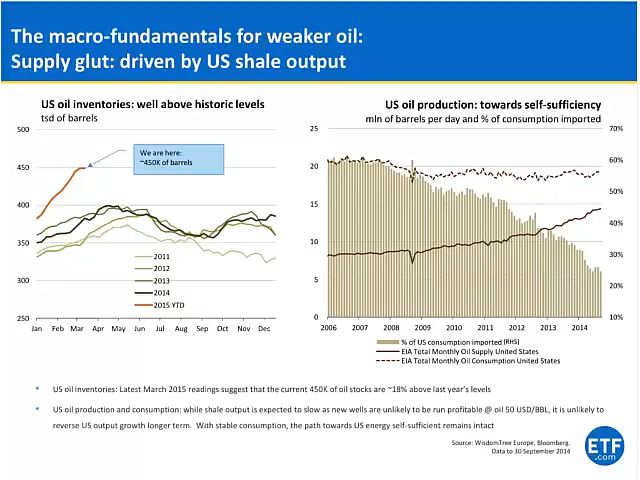 The macro-fundamentals for weaker oil:
Supply glut: driven by US shale output
US oil inventories: well above historic levels
tsd of barrels
500
450
400
350
300
250
We are here:
~450K of barrels
2011
2012
2013
2014
2015 YTD
Jan Feb Mar Apr May Jun Jul Aug Sep Oct Nov Dec
US oil production: towards self-sufficiency
mln of barrels per day and % of consumption imported
25
20
15
10
5
0
70%
60%
50%
40%
30%
20%
10%
2006 2007 2008 2009 2010 2011 2012 2013 2014
% of US consumption imported (RHS)
EIA Total Monthly Oil Supply United States
EIA Total Monthly Oil Consumption United States
• US oil inventories: Latest March 2015 readings suggest that the current 450K of oil stocks are ~18% above last year's levels
• US oil production and consumption: while shale output is expected to slow as new wells are unlikely to be run profitable @ oil 50 USD/BBL, it is unlikely to
reverse US output growth longer term. With stable consumption, the path towards US energy self-sufficient remains intact
Source: WisdomTree Europe, Bloomberg.
Data to 30 September 2014
ETF
.com